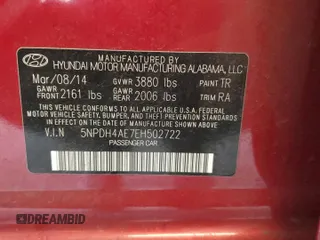 MANUFACTURED BY
HYUNDAI MOTOR MANUFACTURING ALABAMA, LLC
Mar/08/14 GVWR 3880 lbs PAINT TR
GAWR FRONT 2161 lbs GAWR REAR 2006 lbs TRIM RA
THIS VEHICLE CONFORMS TO ALL APPLICABLE U.S.A. FEDERAL
MOTOR VEHICLE SAFETY, BUMPER, AND THEFT PREVENTION
STANDARDS IN EFFECT ON THE DATE OF MANUFACTURE
SHOWN ABOVE.
V.I.N 5NPDH4AE7EH502722
PASSENGER CAR
© DREAMBID